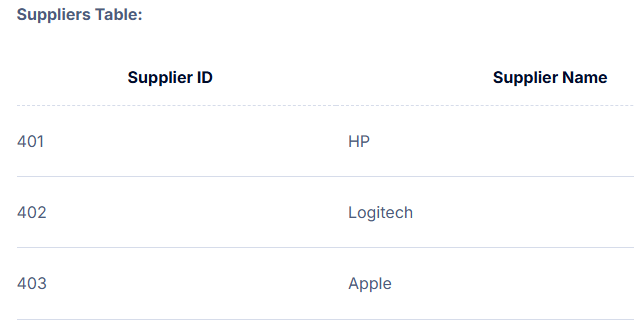 Suppliers Table:
Supplier ID Supplier Name
401 HP
402 Logitech
403 Apple